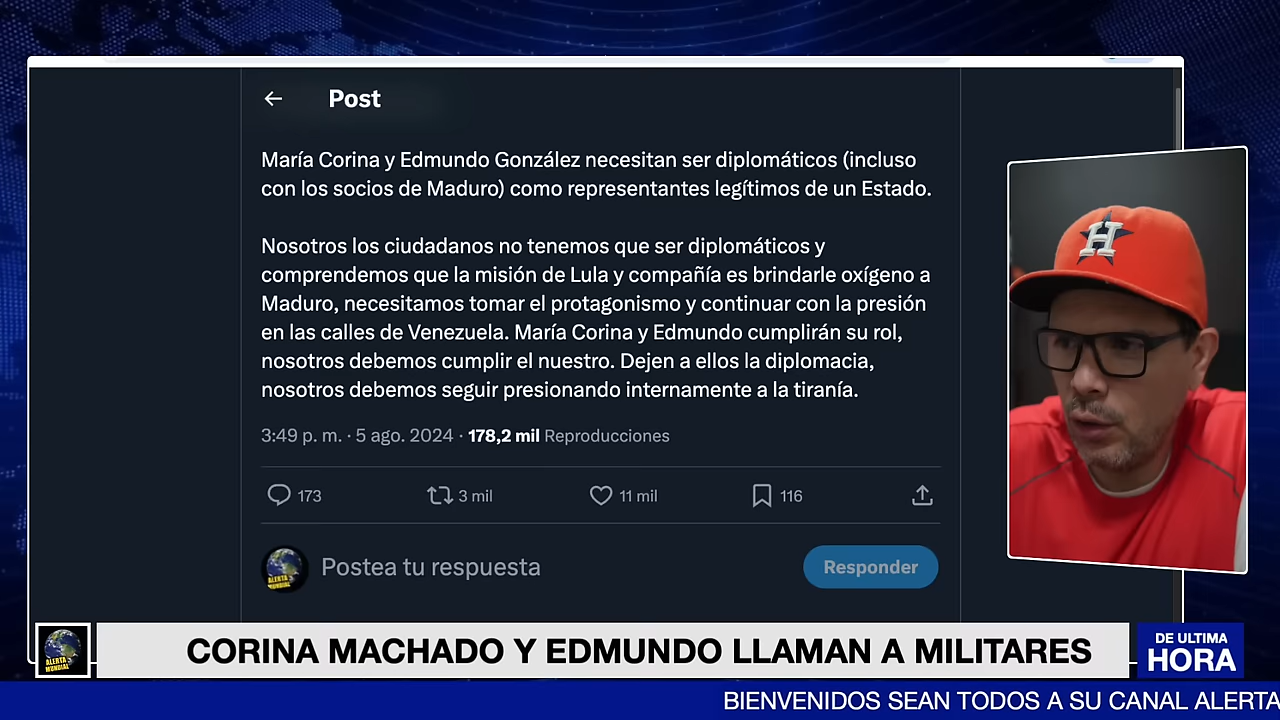 Post
María Corina y Edmundo González necesitan ser diplomáticos (incluso
con los socios de Maduro) como representantes legítimos de un Estado.
Nosotros los ciudadanos no tenemos que ser diplomáticos y
comprendemos que la misión de Lula y compañía es brindarle oxígeno a
Maduro, necesitamos tomar el protagonismo y continuar con la presión
en las calles de Venezuela. María Corina y Edmundo cumplirán su rol,
nosotros debemos cumplir el nuestro. Dejen a ellos la diplomacia,
nosotros debemos seguir presionando internamente a la tiranía.
3:49 p. m. · 5 ago. 2024 · 178,2 mil Reproducciones
173 3 mil 11 mil 116
ALERTA MUNDIAL
Postea tu respuesta
Responder
H
ALERTA MUNDIAL
CORINA MACHADO Y EDMUNDO LLAMAN A MILITARES
DE ULTIMA
HORA
BIENVENIDOS SEAN TODOS A SU CANAL ALERTA